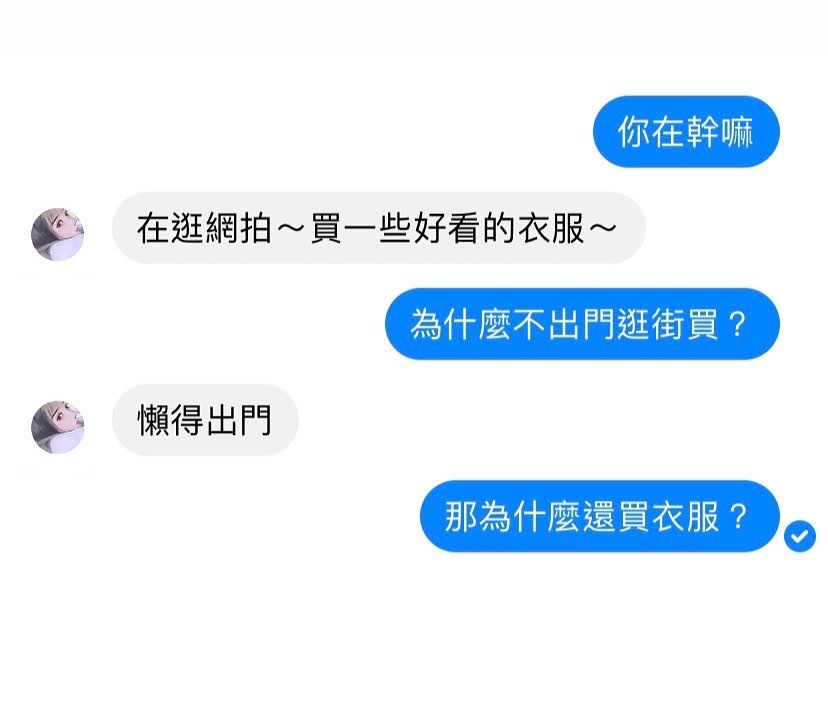 你在幹嘛
在逛網拍～買一些好看的衣服～
為什麼不出門逛街買？
懶得出門
那為什麼還買衣服？